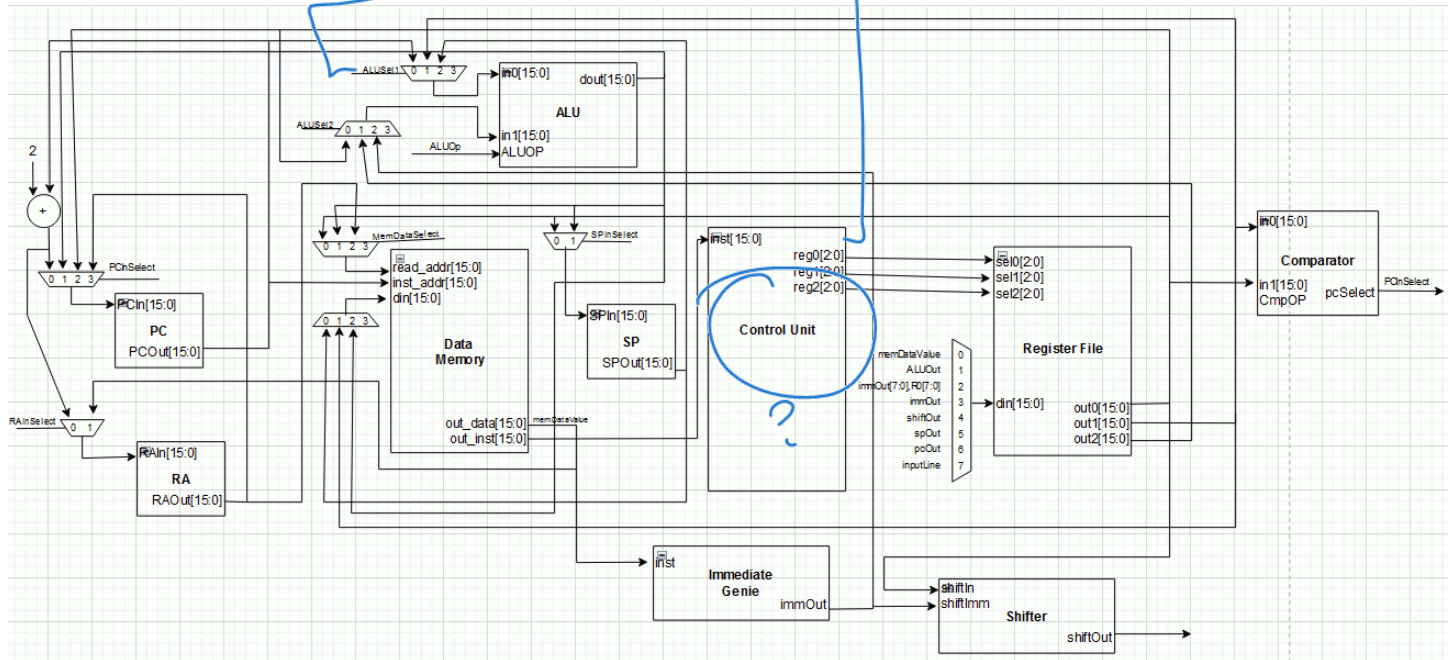 ALUSel1
0 1 2 3
in0[15:0]
dout[15:0]
ALU
ALUSel2
0 1 2 3
in1[15:0]
ALUOp
ALUOP
2
+
MemDataSelect
0 1 2 3
0 1
SPInSelect
inst[15:0]
in0[15:0]
reg0[2:0]
sel0[2:0]
PCInSelect
0 1 2 3
read_addr[15:0]
reg1[2:0]
sel1[2:0]
Comparator
inst_addr[15:0]
reg2[2:0]
sel2[2:0]
in1[15:0]
PCInSelect
din[15:0]
CmpOP
pcSelect
PCIn[15:0]
0 1 2 3
SPIn[15:0]
PC
Control Unit
SP
Data
Memory
Register File
PCOut[15:0]
SPOut[15:0]
memDataValue 0
ALUOut 1
immOut[7:0],R0[7:0] 2
immOut 3
din[15:0]
out0[15:0]
shiftOut 4
out1[15:0]
spOut 5
out2[15:0]
pcOut 6
inputLine 7
?
RAInSelect
0 1
out_data[15:0]
memDataValue
out_inst[15:0]
RAIn[15:0]
RA
RAOut[15:0]
inst
Immediate
Genie
immOut
shiftIn
shiftImm
Shifter
shiftOut